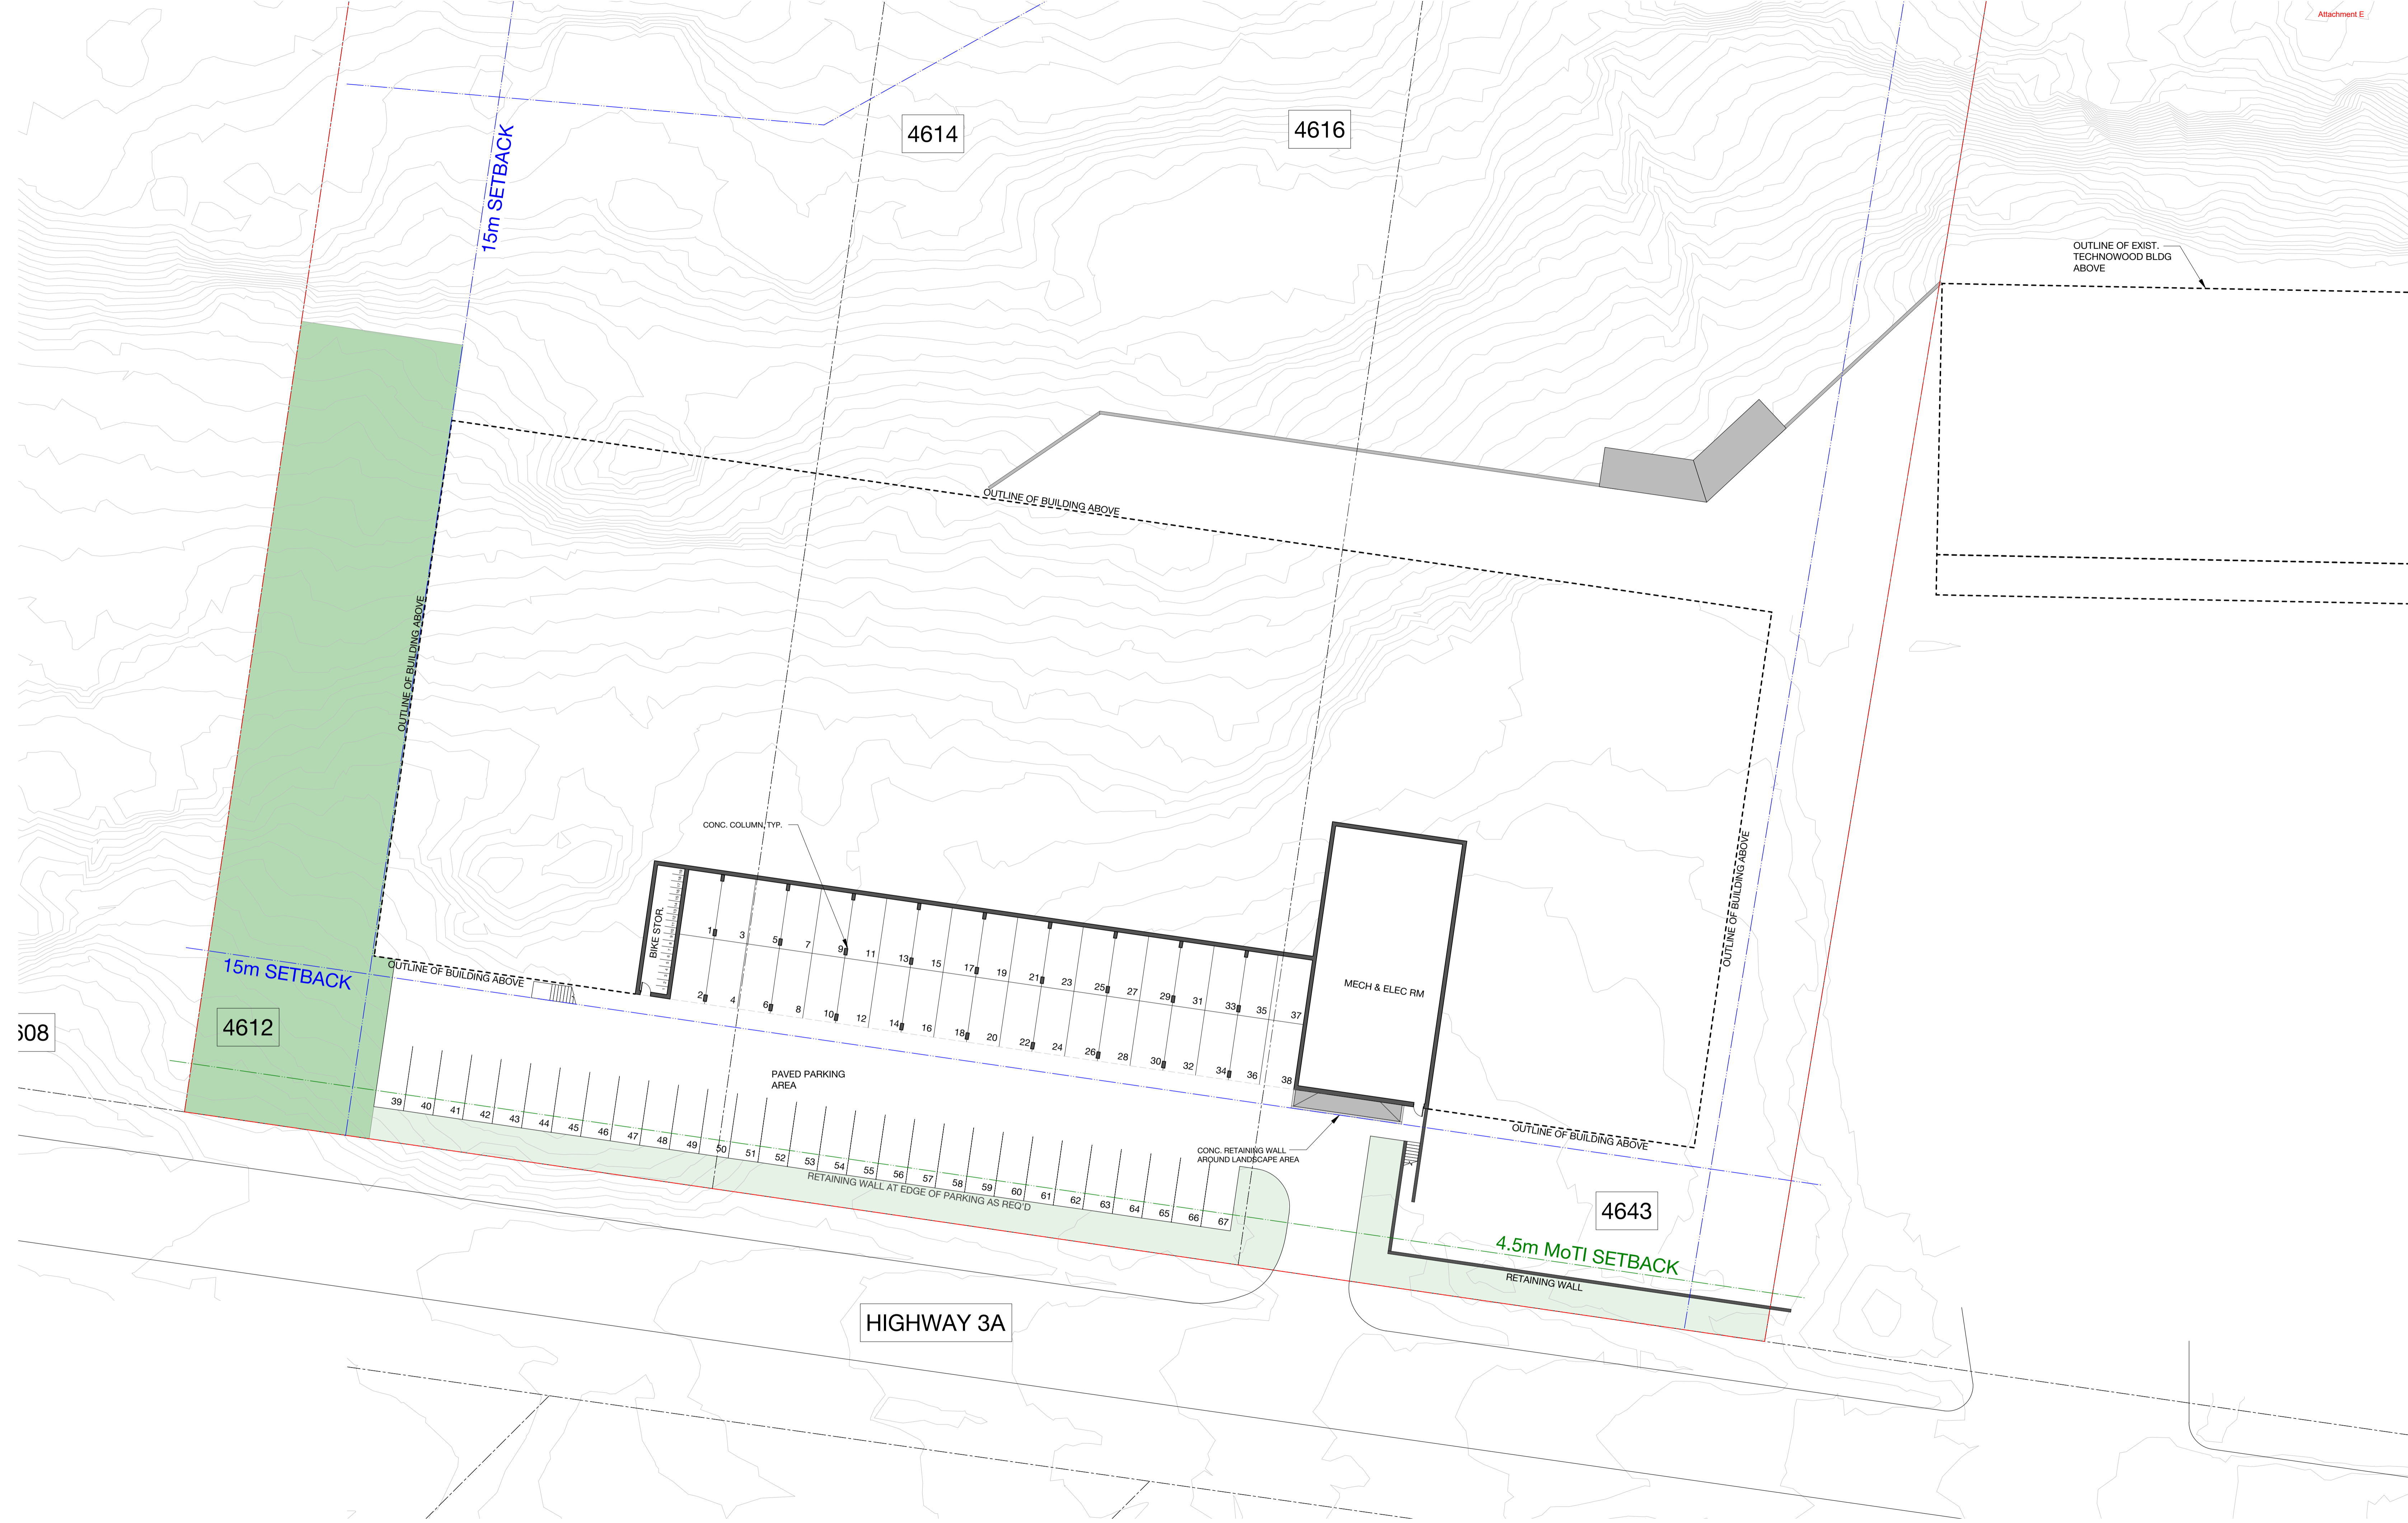 Attachment E
4614
4616
15m SETBACK
OUTLINE OF EXIST.
TECHNOWOOD BLDG
ABOVE
OUTLINE OF BUILDING ABOVE
OUTLINE OF BUILDING ABOVE
CONC. COLUMN, TYP.
OUTLINE OF BUILDING ABOVE
BIKE STOR.
1 3 5 7 9 11 13 15 17 19 21 23 25 27 29 31 33 35 37
2 4 6 8 10 12 14 16 18 20 22 24 26 28 30 32 34 36 38
MECH & ELEC RM
15m SETBACK
OUTLINE OF BUILDING ABOVE
4612
608
PAVED PARKING
AREA
39 40 41 42 43 44 45 46 47 48 49 50 51 52 53 54 55 56 57 58 59 60 61 62 63 64 65 66 67
CONC. RETAINING WALL
AROUND LANDSCAPE AREA
OUTLINE OF BUILDING ABOVE
RETAINING WALL AT EDGE OF PARKING AS REQ'D
4643
4.5m MoTI SETBACK
RETAINING WALL
HIGHWAY 3A